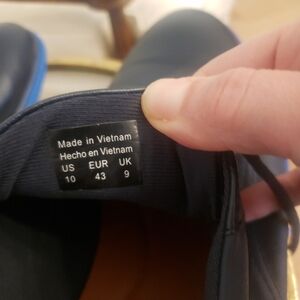 Made in Vietnam
Hecho en Vietnam
US EUR UK
10 43 9